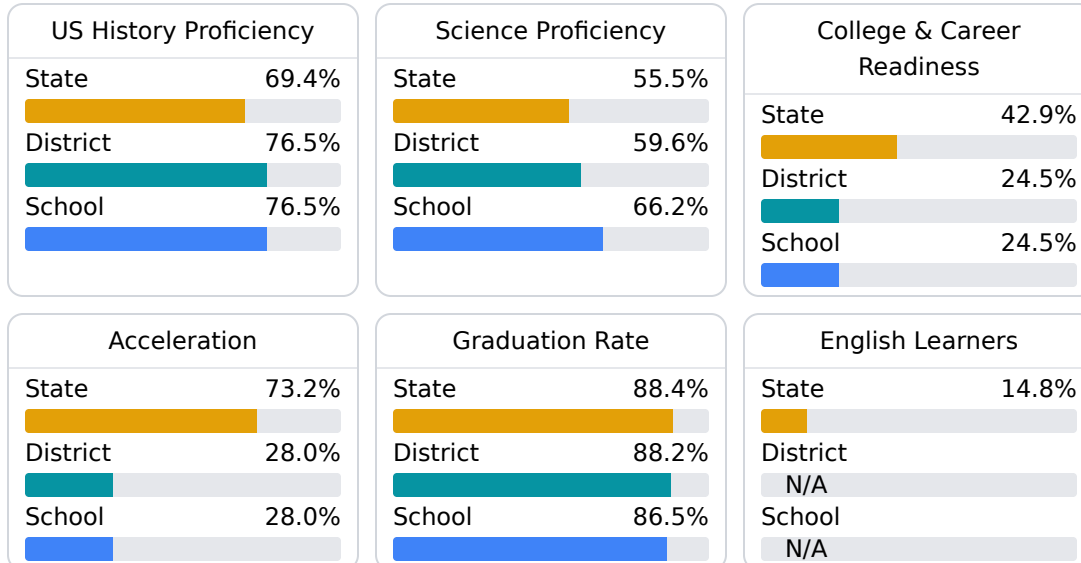 US History Proficiency
State 69.4%
District 76.5%
School 76.5%
Science Proficiency
State 55.5%
District 59.6%
School 66.2%
College & Career
Readiness
State 42.9%
District 24.5%
School 24.5%
Acceleration
State 73.2%
District 28.0%
School 28.0%
Graduation Rate
State 88.4%
District 88.2%
School 86.5%
English Learners
State 14.8%
District
N/A
School
N/A